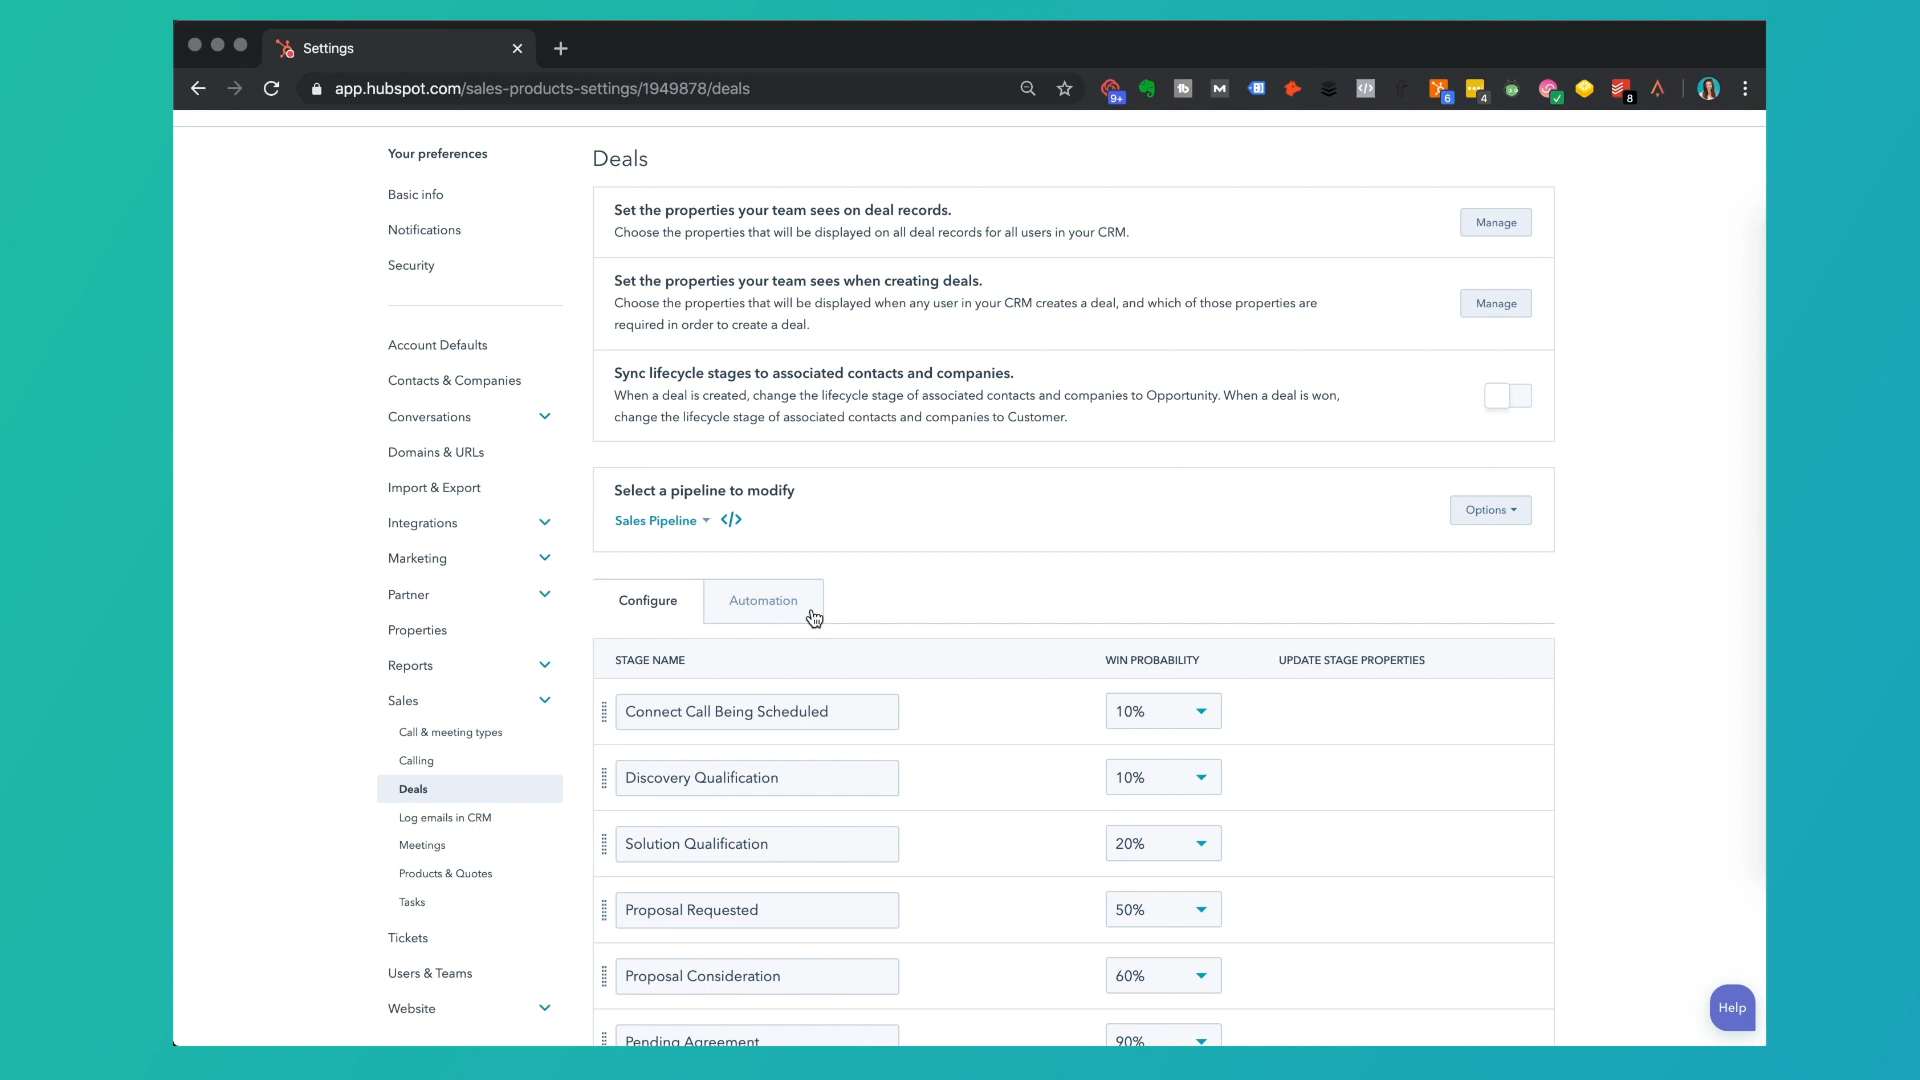 Settings
app.hubspot.com/sales-products-settings/1949878/deals
9+
6
4
8
Your preferences
Basic info
Notifications
Security
Account Defaults
Contacts & Companies
Conversations
Domains & URLs
Import & Export
Integrations
Marketing
Partner
Properties
Reports
Sales
Call & meeting types
Calling
Deals
Log emails in CRM
Meetings
Products & Quotes
Tasks
Tickets
Users & Teams
Website
Deals
Set the properties your team sees on deal records.
Choose the properties that will be displayed on all deal records for all users in your CRM.
Manage
Set the properties your team sees when creating deals.
Choose the properties that will be displayed when any user in your CRM creates a deal, and which of those properties are
required in order to create a deal.
Manage
Sync lifecycle stages to associated contacts and companies.
When a deal is created, change the lifecycle stage of associated contacts and companies to Opportunity. When a deal is won,
change the lifecycle stage of associated contacts and companies to Customer.
Select a pipeline to modify
Sales Pipeline </>
Options
Configure
Automation
STAGE NAME WIN PROBABILITY UPDATE STAGE PROPERTIES
Connect Call Being Scheduled 10%
Discovery Qualification 10%
Solution Qualification 20%
Proposal Requested 50%
Proposal Consideration 60%
Pending Agreement 90%
Help